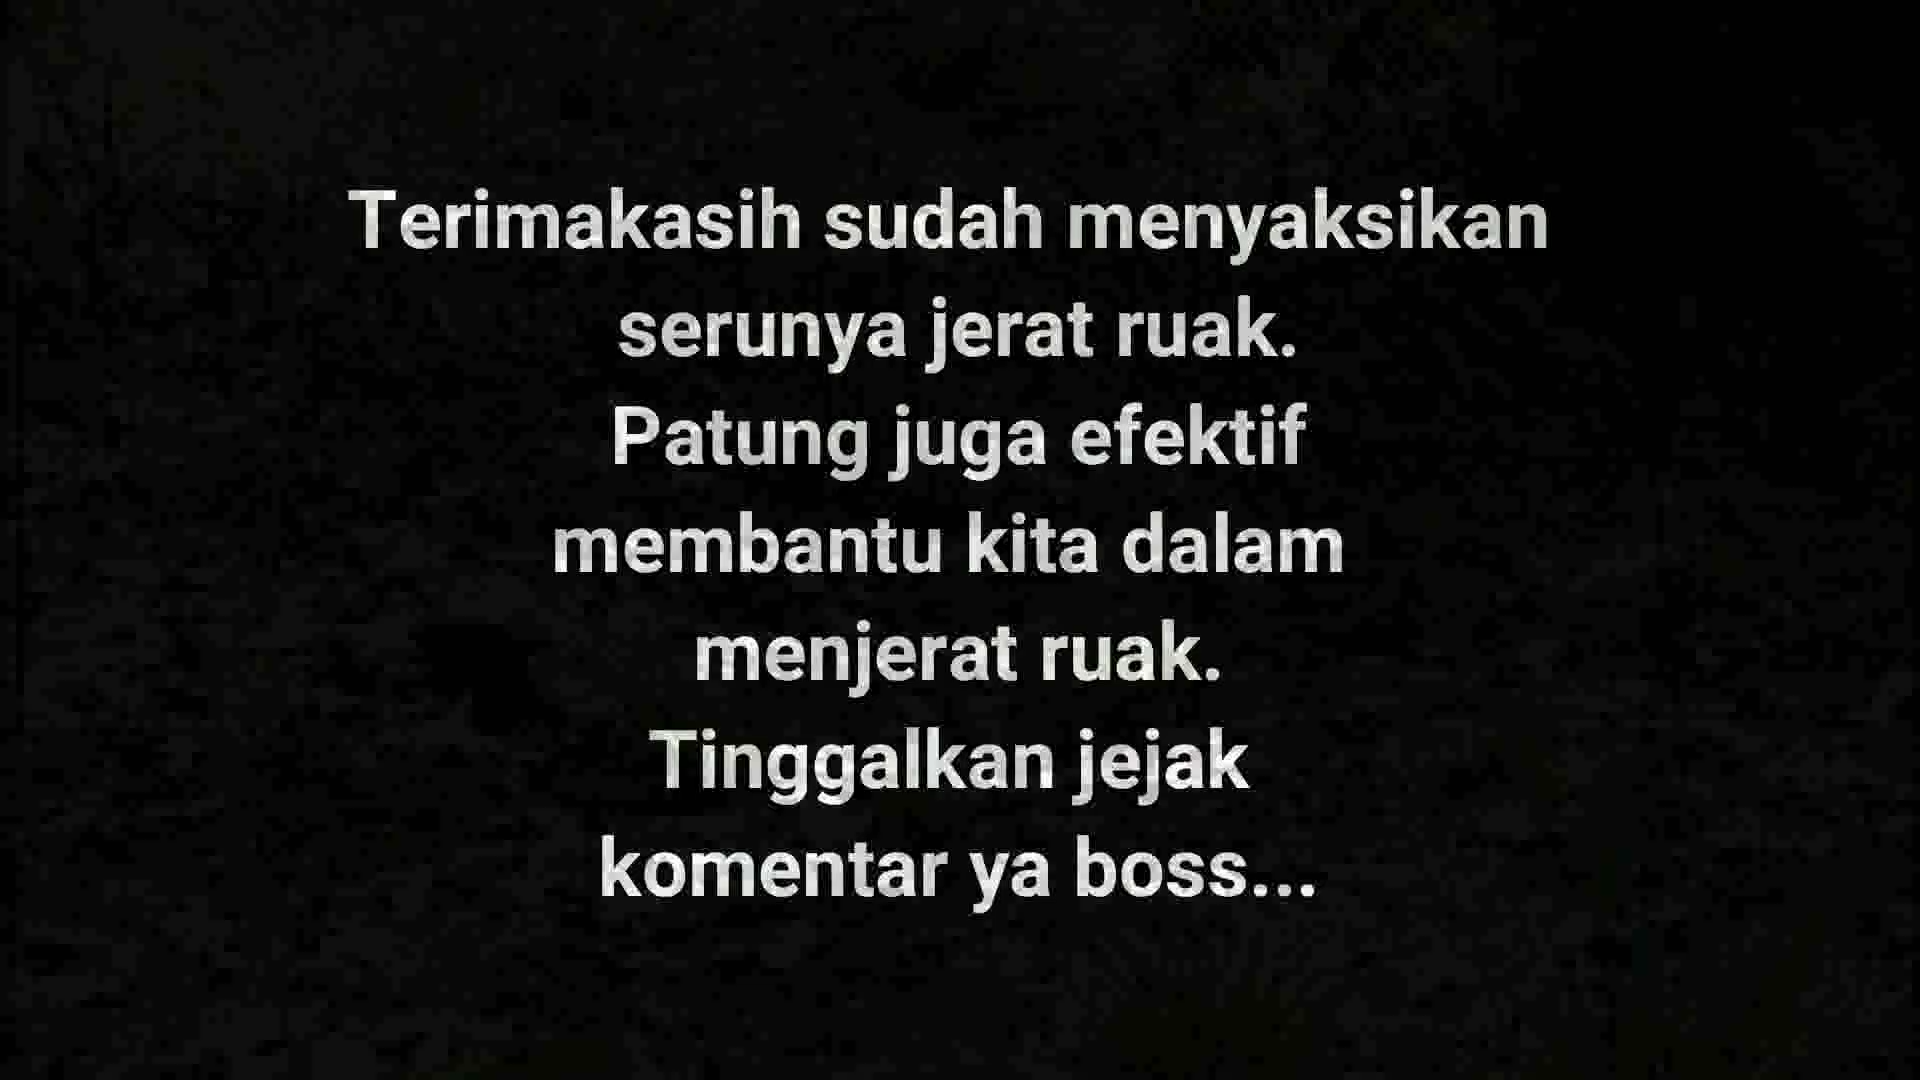 Terimakasih sudah menyaksikan
serunya jerat ruak.
Patung juga efektif
membantu kita dalam
menjerat ruak.
Tinggalkan jejak
komentar ya boss...